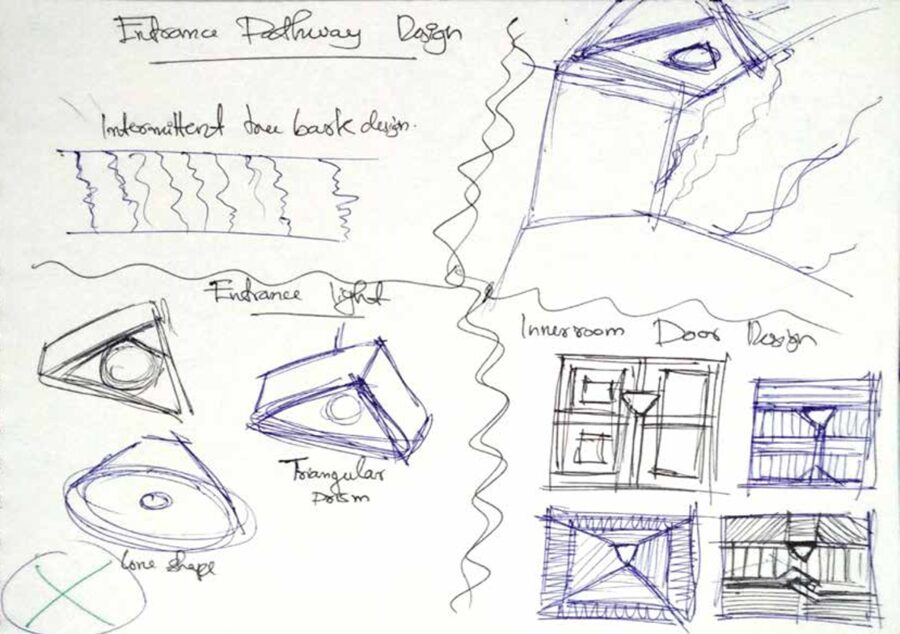 Entrance Pathway Design
Intermittent tree bark design.
Entrance light
Triangular
prism
Cone shape
Innerroom Door Design